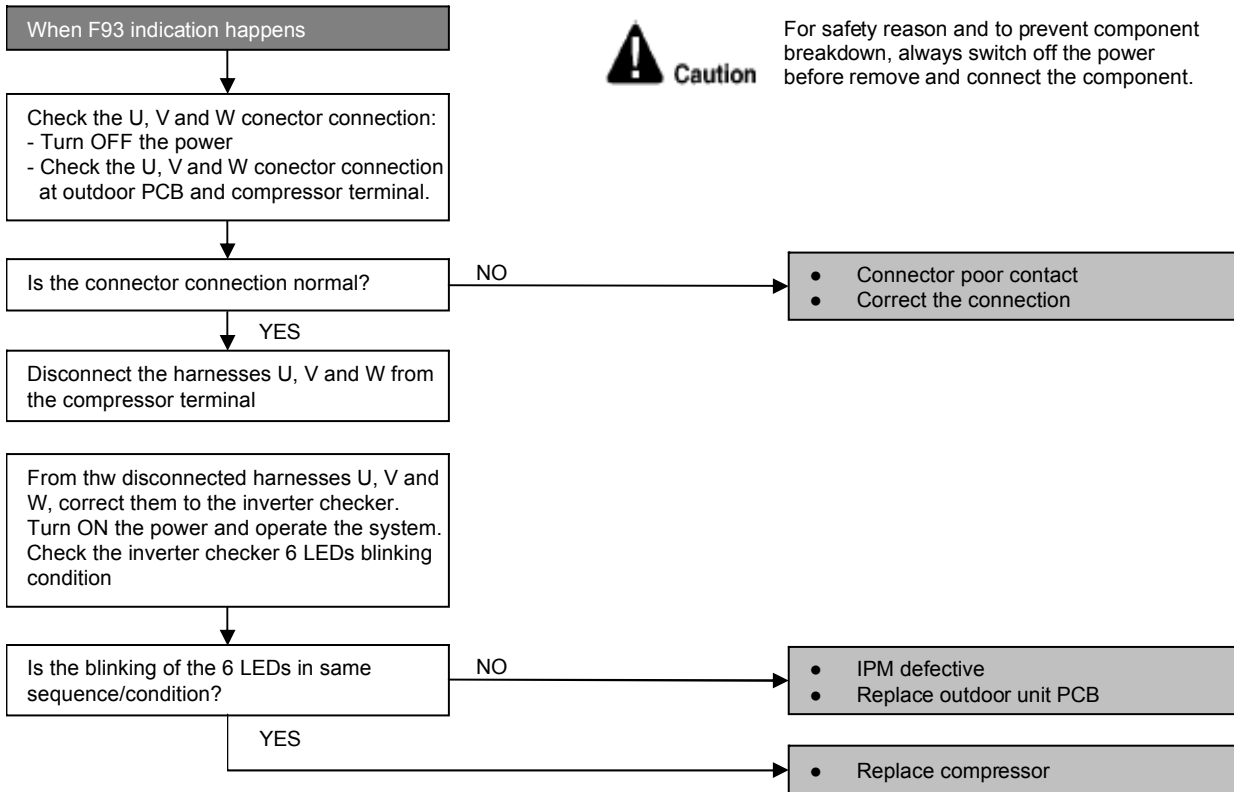 When F93 indication happens
Caution
For safety reason and to prevent component
breakdown, always switch off the power
before remove and connect the component.
Check the U, V and W conector connection:
- Turn OFF the power
- Check the U, V and W conector connection
at outdoor PCB and compressor terminal.
Is the connector connection normal?
NO
● Connector poor contact
● Correct the connection
YES
Disconnect the harnesses U, V and W from
the compressor terminal
From thw disconnected harnesses U, V and
W, correct them to the inverter checker.
Turn ON the power and operate the system.
Check the inverter checker 6 LEDs blinking
condition
Is the blinking of the 6 LEDs in same
sequence/condition?
NO
● IPM defective
● Replace outdoor unit PCB
YES
● Replace compressor